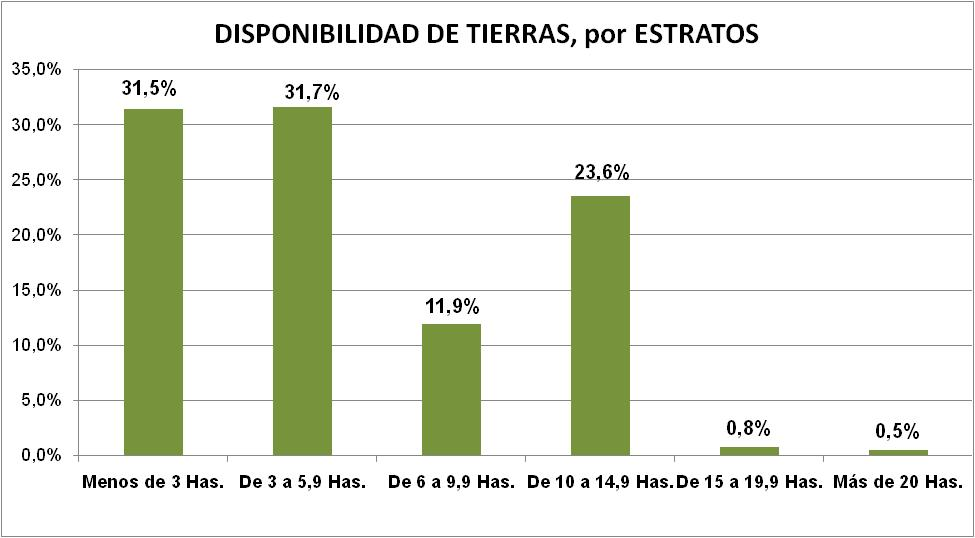 DISPONIBILIDAD DE TIERRAS, por ESTRATOS
35,0%
30,0%
25,0%
20,0%
15,0%
10,0%
5,0%
0,0%
31,5%
31,7%
11,9%
23,6%
0,8%
0,5%
Menos de 3 Has.
De 3 a 5,9 Has.
De 6 a 9,9 Has.
De 10 a 14,9 Has.
De 15 a 19,9 Has.
Más de 20 Has.